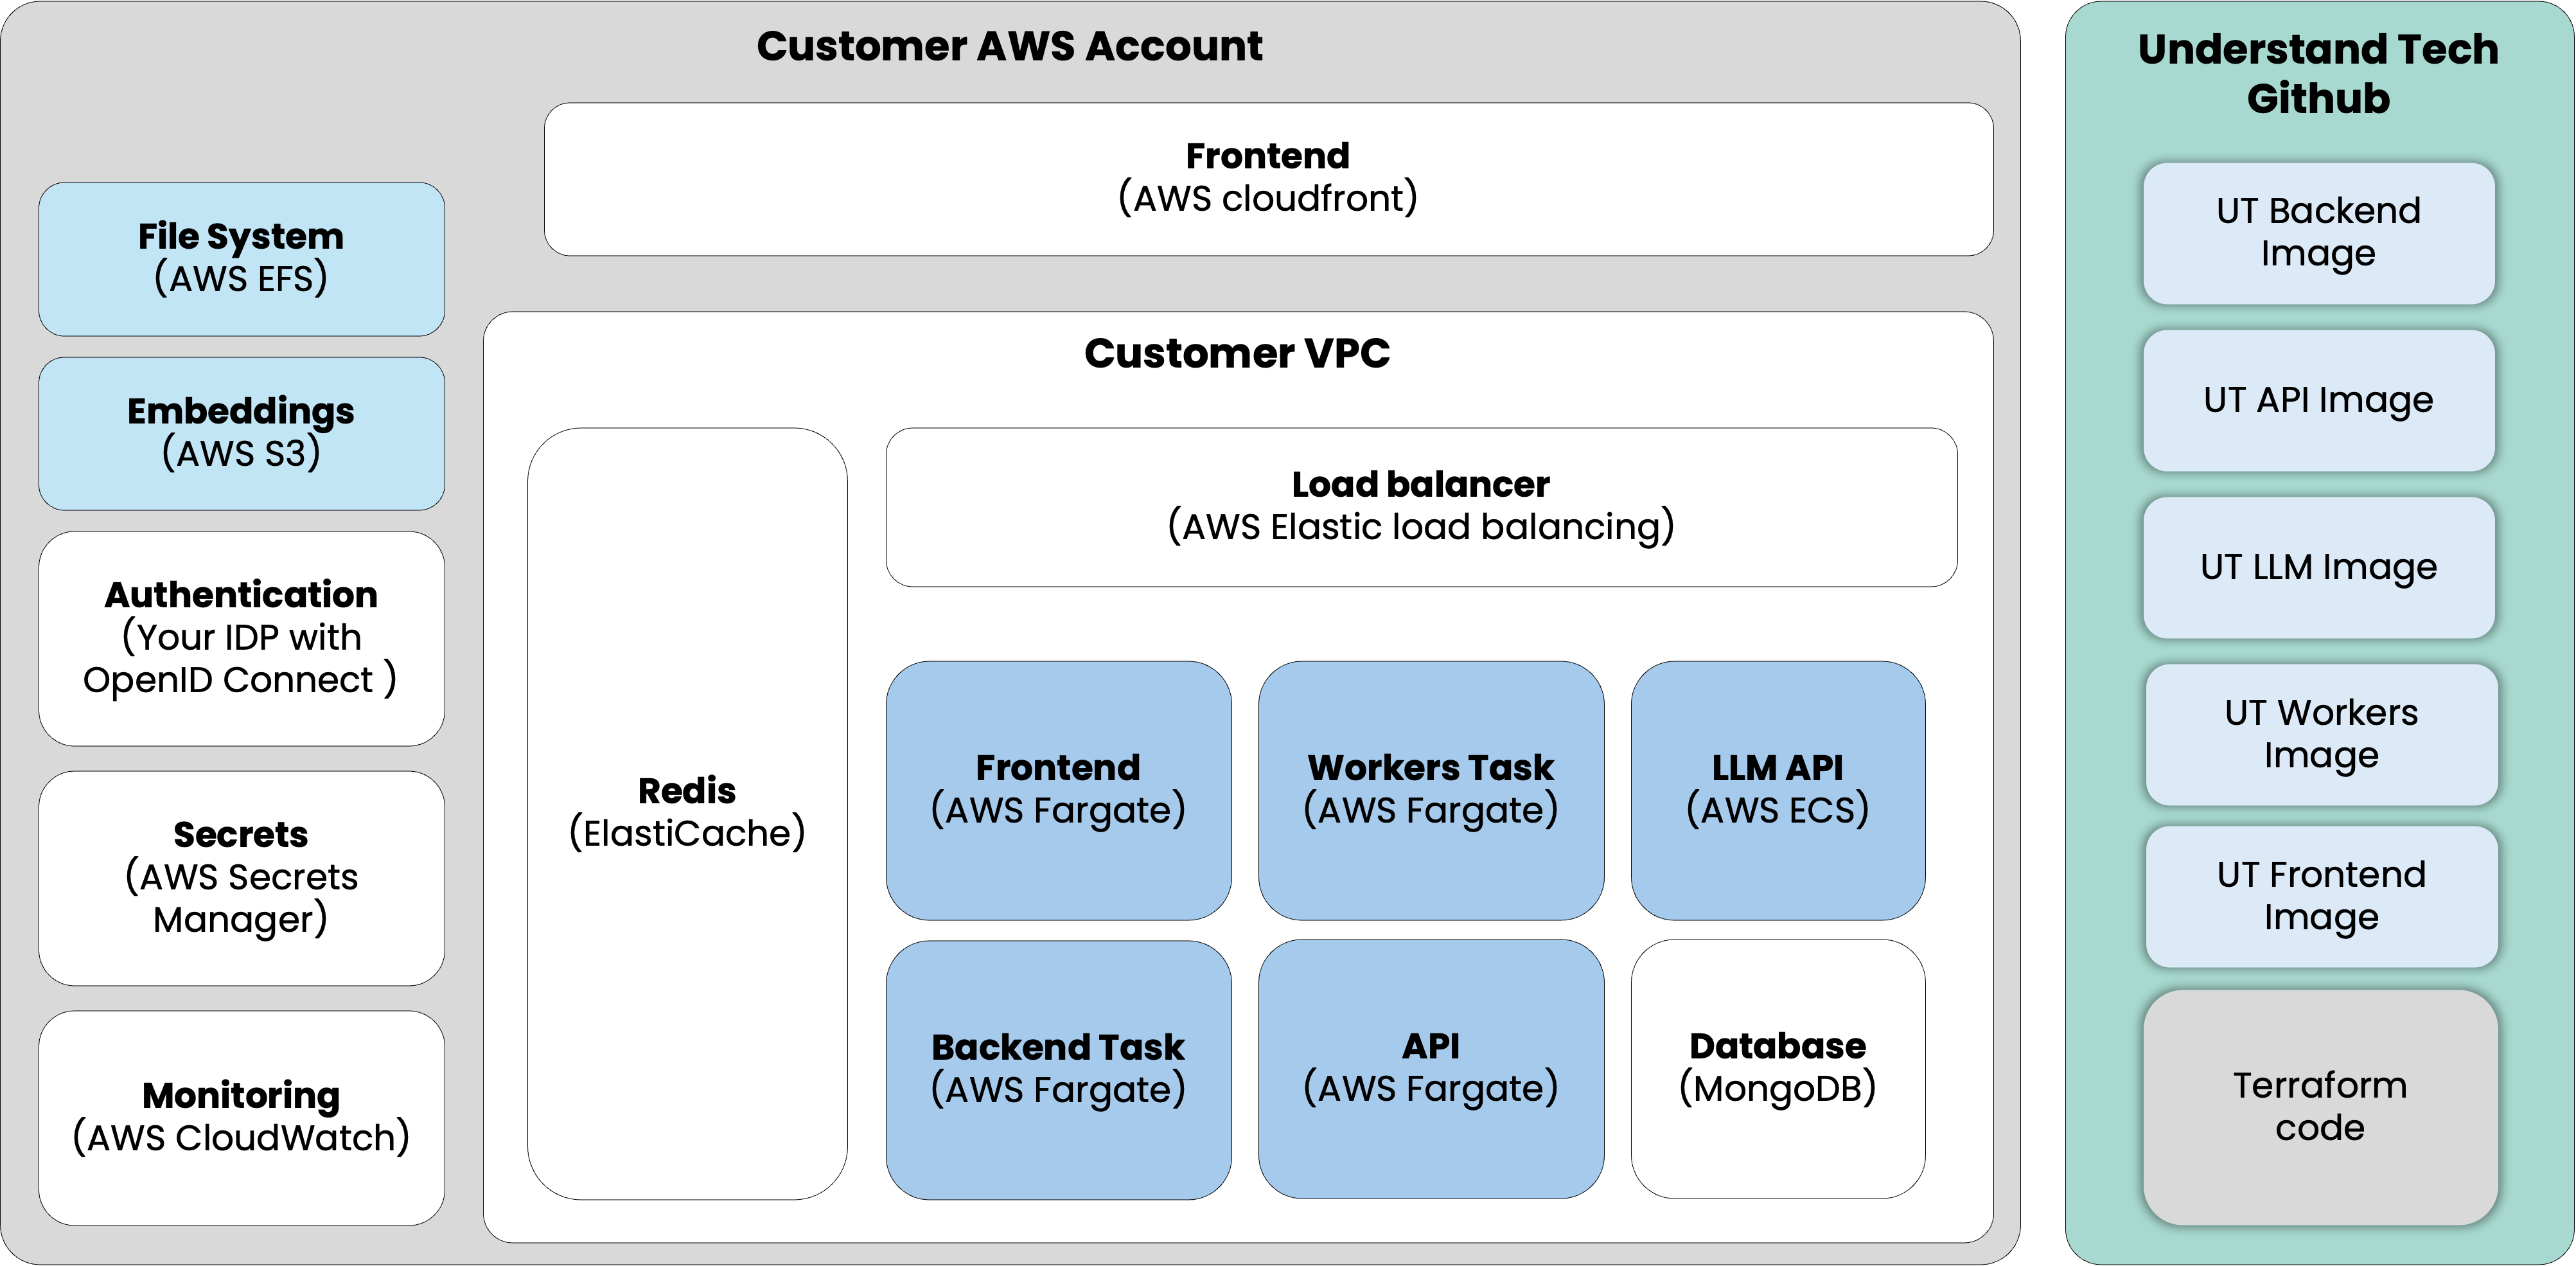 Customer AWS Account
Frontend
(AWS cloudfront)
File System
(AWS EFS)
Embeddings
(AWS S3)
Authentication
(Your IDP with
OpenID Connect )
Secrets
(AWS Secrets
Manager)
Monitoring
(AWS CloudWatch)
Customer VPC
Redis
(ElastiCache)
Load balancer
(AWS Elastic load balancing)
Frontend
(AWS Fargate)
Workers Task
(AWS Fargate)
LLM API
(AWS ECS)
Backend Task
(AWS Fargate)
API
(AWS Fargate)
Database
(MongoDB)
Understand Tech
Github
UT Backend
Image
UT API Image
UT LLM Image
UT Workers
Image
UT Frontend
Image
Terraform
code